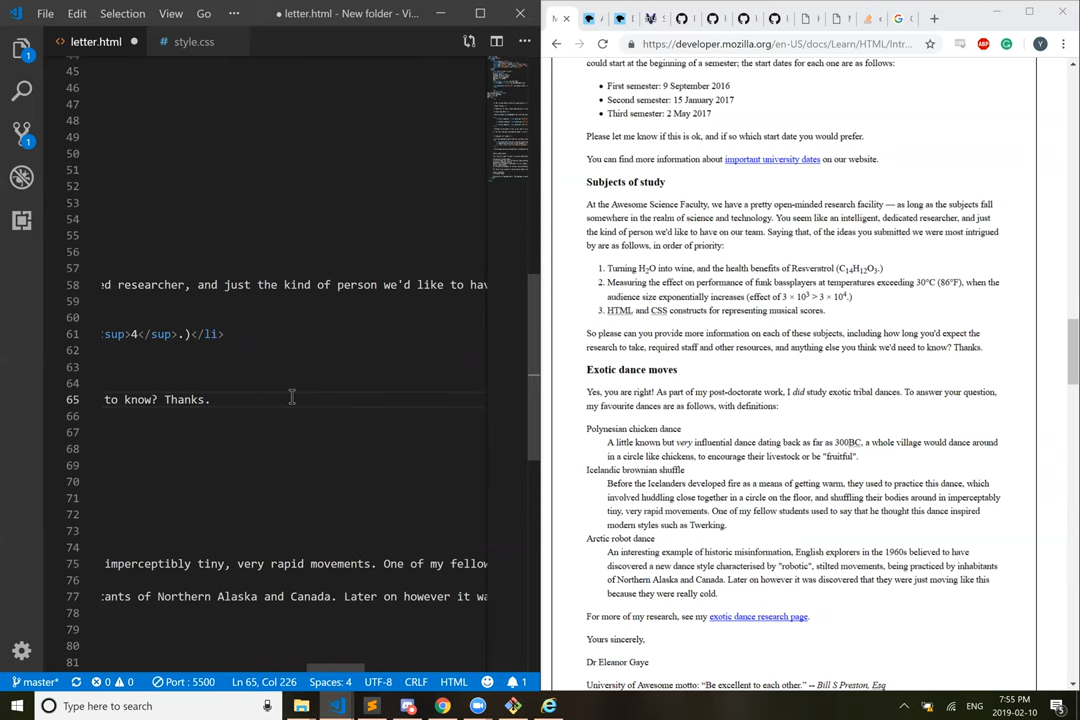 File Edit Selection View Go ··· ● letter.html - New folder - Vi...
letter.html ● style.css ...
44
45
46
47
48
49
50
51
52
53
54
55
56
57
58 ed researcher, and just the kind of person we'd like to hav
59
60
61 <sup>4</sup>.)</li>
62
63
64
65 to know? Thanks.
66
67
68
69
70
71
72
73
74
75 imperceptibly tiny, very rapid movements. One of my fellow
76
77 tants of Northern Alaska and Canada. Later on however it wa
78
79
80
81
master* 0 0 Port : 5500 Ln 65, Col 226 Spaces: 4 UTF-8 CRLF HTML 1
https://developer.mozilla.org/en-US/docs/Learn/HTML/Intr... ABP Y
could start at the beginning of a semester; the start dates for each one are as follows:
• First semester: 9 September 2016
• Second semester: 15 January 2017
• Third semester: 2 May 2017
Please let me know if this is ok, and if so which start date you would prefer.
You can find more information about important university dates on our website.
Subjects of study
At the Awesome Science Faculty, we have a pretty open-minded research facility — as long as the subjects fall
somewhere in the realm of science and technology. You seem like an intelligent, dedicated researcher, and just
the kind of person we'd like to have on our team. Saying that, of the ideas you submitted we were most intrigued
by are as follows, in order of priority:
1. Turning H₂O into wine, and the health benefits of Resveratrol (C₁₄H₁₂O₃.)
2. Measuring the effect on performance of funk bassplayers at temperatures exceeding 30°C (86°F), when the
audience size exponentially increases (effect of 3 × 10³ > 3 × 10⁴.)
3. HTML and CSS constructs for representing musical scores.
So please can you provide more information on each of these subjects, including how long you'd expect the
research to take, required staff and other resources, and anything else you think we'd need to know? Thanks.
Exotic dance moves
Yes, you are right! As part of my post-doctorate work, I did study exotic tribal dances. To answer your question,
my favourite dances are as follows, with definitions:
Polynesian chicken dance
A little known but very influential dance dating back as far as 300BC, a whole village would dance around
in a circle like chickens, to encourage their livestock or be "fruitful".
Icelandic brownian shuffle
Before the Icelanders developed fire as a means of getting warm, they used to practice this dance, which
involved huddling close together in a circle on the floor, and shuffling their bodies around in imperceptably
tiny, very rapid movements. One of my fellow students used to say that he thought this dance inspired
modern styles such as Twerking.
Arctic robot dance
An interesting example of historic misinformation, English explorers in the 1960s believed to have
discovered a new dance style characterised by "robotic", stilted movements, being practiced by inhabitants
of Northern Alaska and Canada. Later on however it was discovered that they were just moving like this
because they were really cold.
For more of my research, see my exotic dance research page.
Yours sincerely,
Dr Eleanor Gaye
University of Awesome motto: “Be excellent to each other.” -- Bill S Preston, Esq
Type here to search
7:55 PM
2019-02-10
5